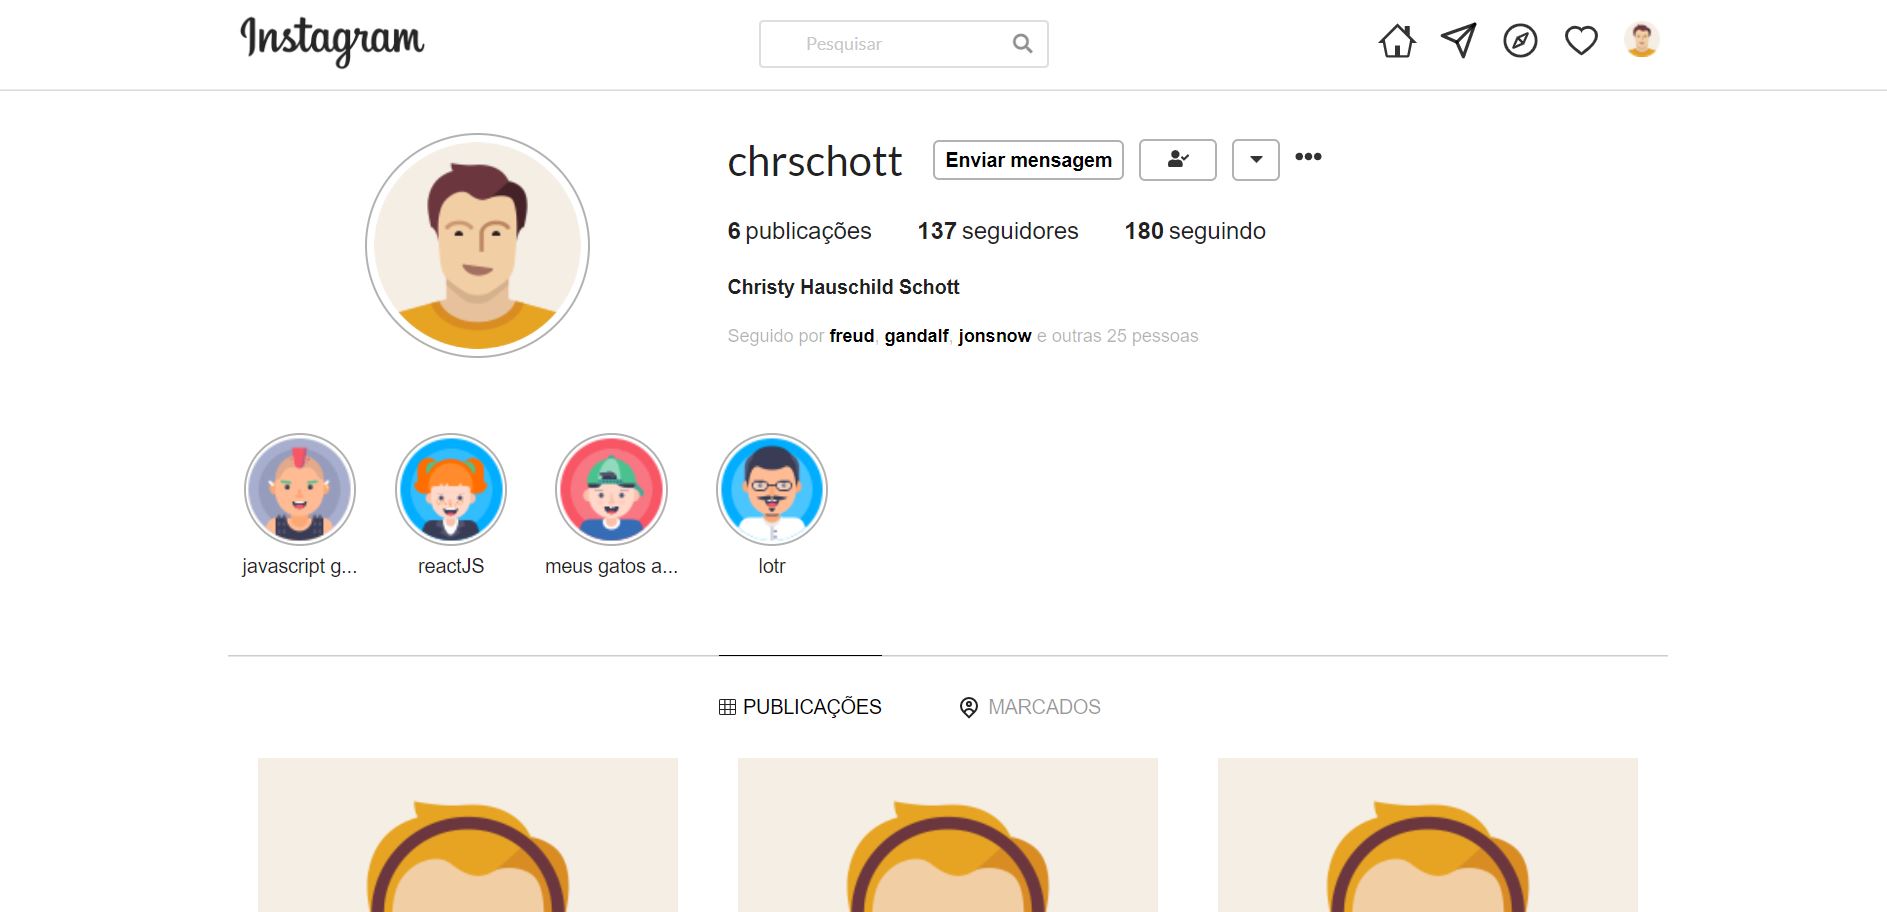 Instagram
Pesquisar
chrschott
Enviar mensagem
6 publicações 137 seguidores 180 seguindo
Christy Hauschild Schott
Seguido por freud, gandalf, jonsnow e outras 25 pessoas
javascript g...
reactJS
meus gatos a...
lotr
PUBLICAÇÕES
MARCADOS